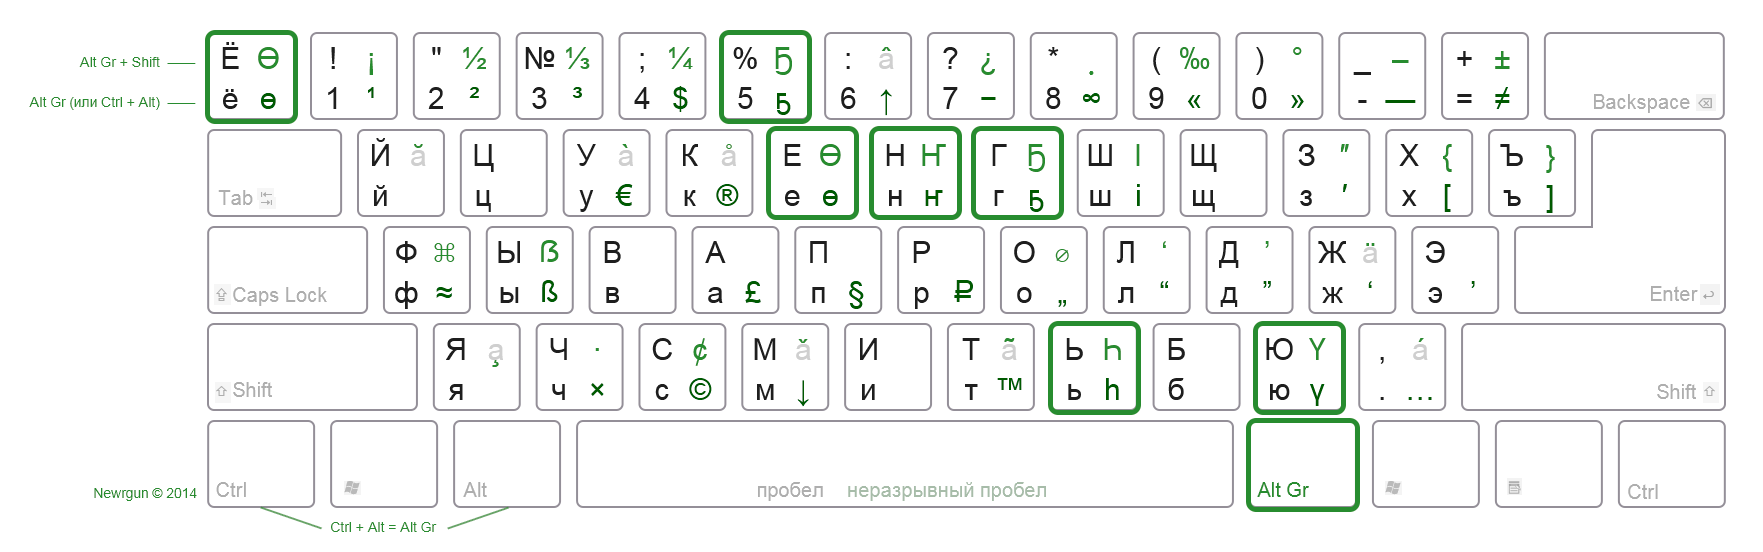 Alt Gr + Shift
Alt Gr (или Ctrl + Alt)
Ё Ө ! ¡ " ½ № ⅓ ; ¼ % Ҕ : â ? ¿ * . ( ‰ ) ° _ – + ±
ё ө 1 ¹ 2 ² 3 ³ 4 $ 5 ҕ 6 ↑ 7 − 8 ∞ 9 « 0 » - — = ≠ Backspace
Й ă Ц У à К å Е Ө Н Ҥ Г Ҕ Ш І Щ З ″ Х { Ъ }
Tab й ц у € к ® е ө н ҥ г ҕ ш і щ з ′ х [ ъ ]
Ф ⌘ Ы ẞ В А П Р О ⌀ Л ‘ Д ’ Ж ä Э
Caps Lock ф ≈ ы ß в а £ п § р ₽ о „ л “ д ” ж ‘ э ’ Enter
Я a̧ Ч · С ¢ М ǎ И Т ã Ь Һ Б Ю Ү , á
Shift я ч × с © м ↓ и т ™ ь һ б ю ү . … Shift
Newrgun © 2014 Ctrl Alt пробел неразрывный пробел Alt Gr Ctrl
Ctrl + Alt = Alt Gr